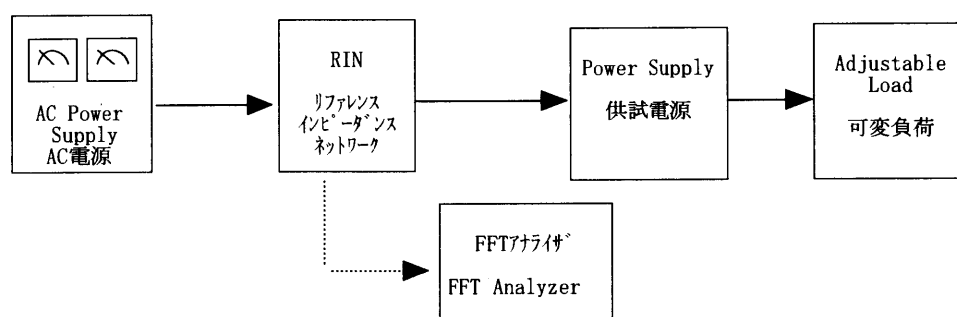 AC Power
Supply
AC電源
RIN
リファレンス
インピーダンス
ネットワーク
Power Supply
供試電源
Adjustable
Load
可変負荷
FFTアナライザ
FFT Analyzer